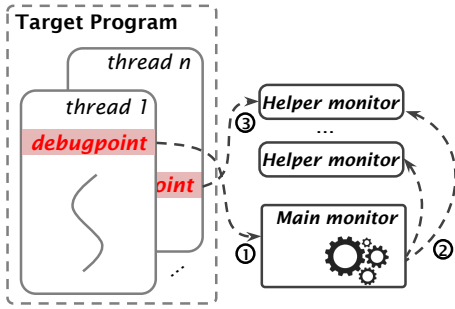 Target Program
thread n
thread 1
debugpoint
oint
...
Helper monitor
③
...
Helper monitor
Main monitor
①
②